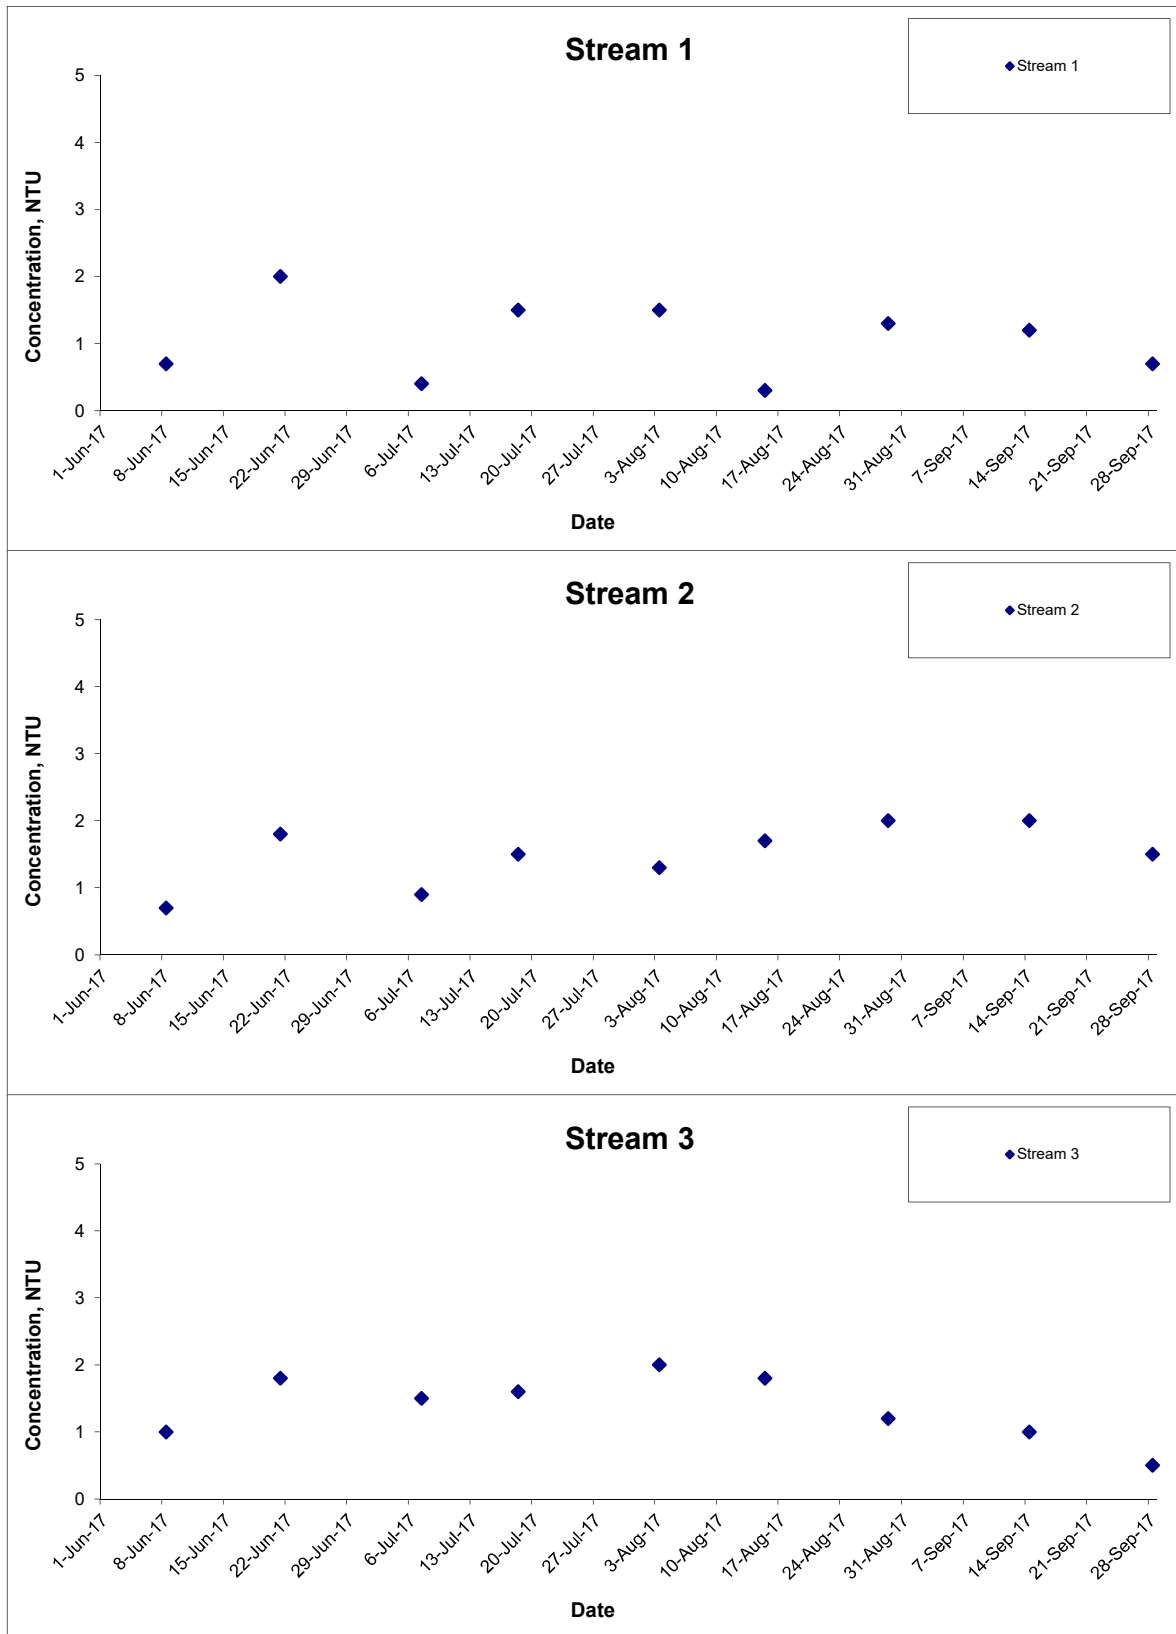 Stream 1
Stream 1
Concentration, NTU
5
4
3
2
1
0
1-Jun-17
8-Jun-17
15-Jun-17
22-Jun-17
29-Jun-17
6-Jul-17
13-Jul-17
20-Jul-17
27-Jul-17
3-Aug-17
10-Aug-17
17-Aug-17
24-Aug-17
31-Aug-17
7-Sep-17
14-Sep-17
21-Sep-17
28-Sep-17
Date
Stream 2
Stream 2
Concentration, NTU
5
4
3
2
1
0
1-Jun-17
8-Jun-17
15-Jun-17
22-Jun-17
29-Jun-17
6-Jul-17
13-Jul-17
20-Jul-17
27-Jul-17
3-Aug-17
10-Aug-17
17-Aug-17
24-Aug-17
31-Aug-17
7-Sep-17
14-Sep-17
21-Sep-17
28-Sep-17
Date
Stream 3
Stream 3
Concentration, NTU
5
4
3
2
1
0
1-Jun-17
8-Jun-17
15-Jun-17
22-Jun-17
29-Jun-17
6-Jul-17
13-Jul-17
20-Jul-17
27-Jul-17
3-Aug-17
10-Aug-17
17-Aug-17
24-Aug-17
31-Aug-17
7-Sep-17
14-Sep-17
21-Sep-17
28-Sep-17
Date